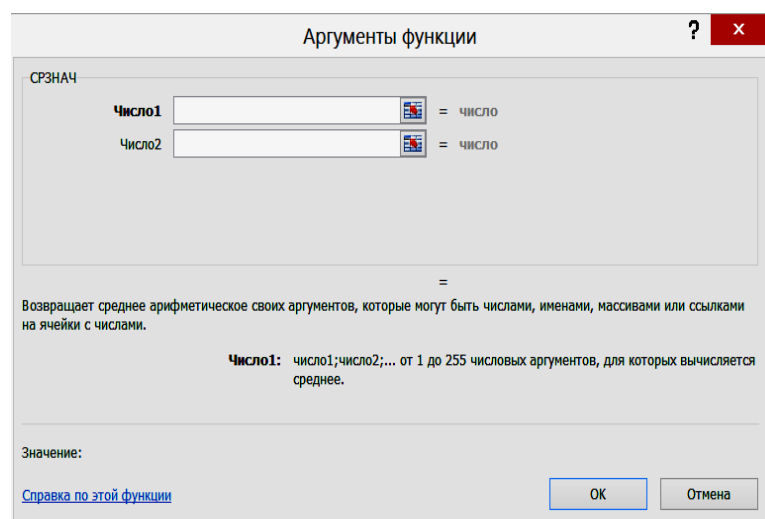 Аргументы функции ? x
СРЗНАЧ
Число1 = число
Число2 = число
=
Возвращает среднее арифметическое своих аргументов, которые могут быть числами, именами, массивами или ссылками
на ячейки с числами.
Число1: число1;число2;... от 1 до 255 числовых аргументов, для которых вычисляется
среднее.
Значение:
Справка по этой функции ОК Отмена